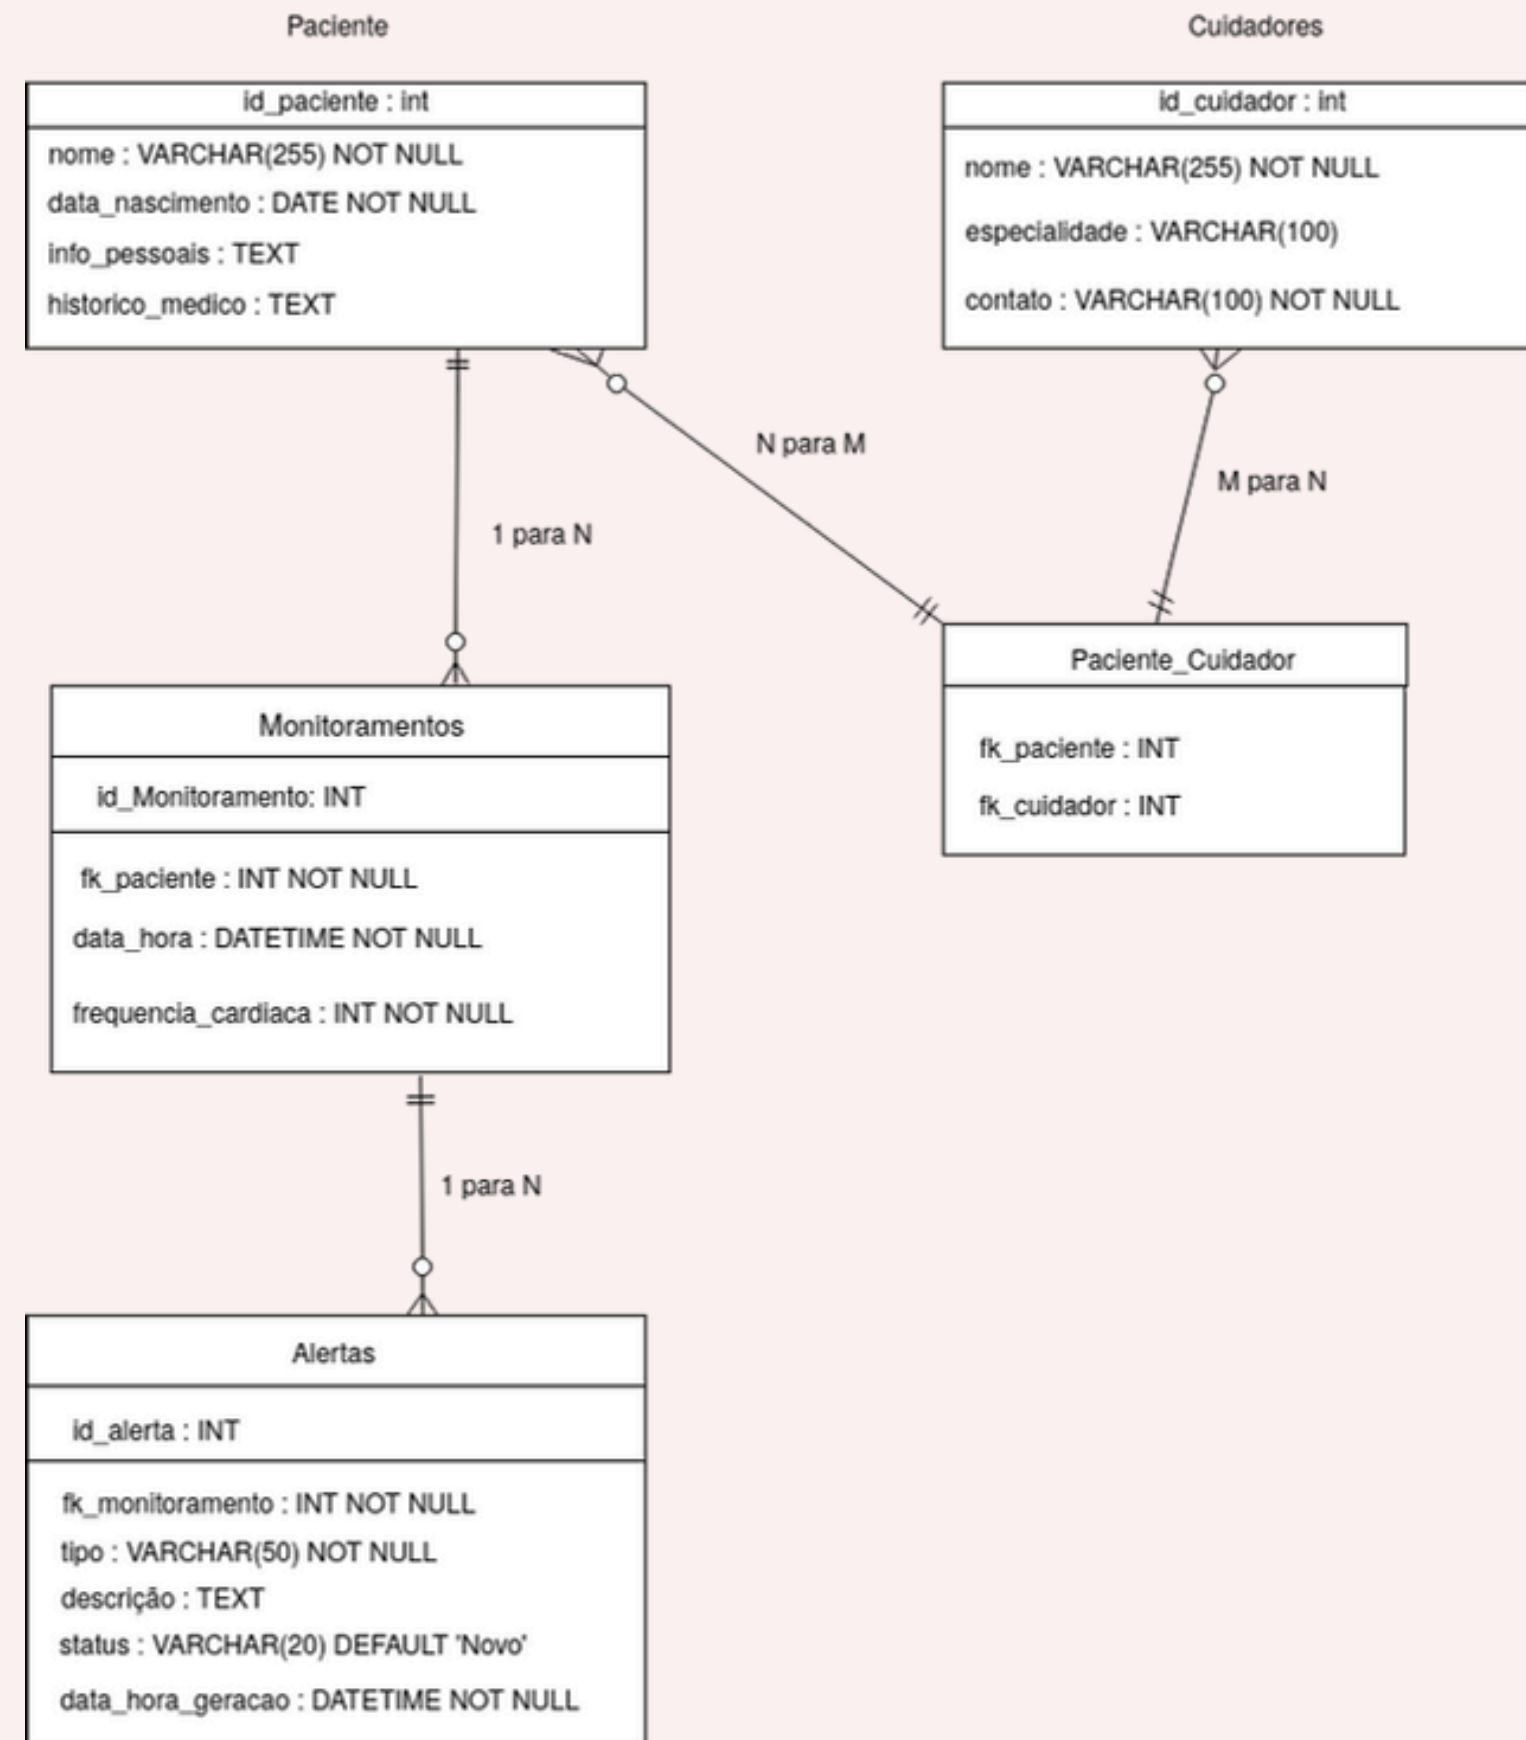 Paciente
id_paciente : int
nome : VARCHAR(255) NOT NULL
data_nascimento : DATE NOT NULL
info_pessoais : TEXT
historico_medico : TEXT
Cuidadores
id_cuidador : int
nome : VARCHAR(255) NOT NULL
especialidade : VARCHAR(100)
contato : VARCHAR(100) NOT NULL
N para M
M para N
1 para N
Paciente_Cuidador
fk_paciente : INT
fk_cuidador : INT
Monitoramentos
id_Monitoramento: INT
fk_paciente : INT NOT NULL
data_hora : DATETIME NOT NULL
frequencia_cardiaca : INT NOT NULL
1 para N
Alertas
id_alerta : INT
fk_monitoramento : INT NOT NULL
tipo : VARCHAR(50) NOT NULL
descrição : TEXT
status : VARCHAR(20) DEFAULT 'Novo'
data_hora_geracao : DATETIME NOT NULL